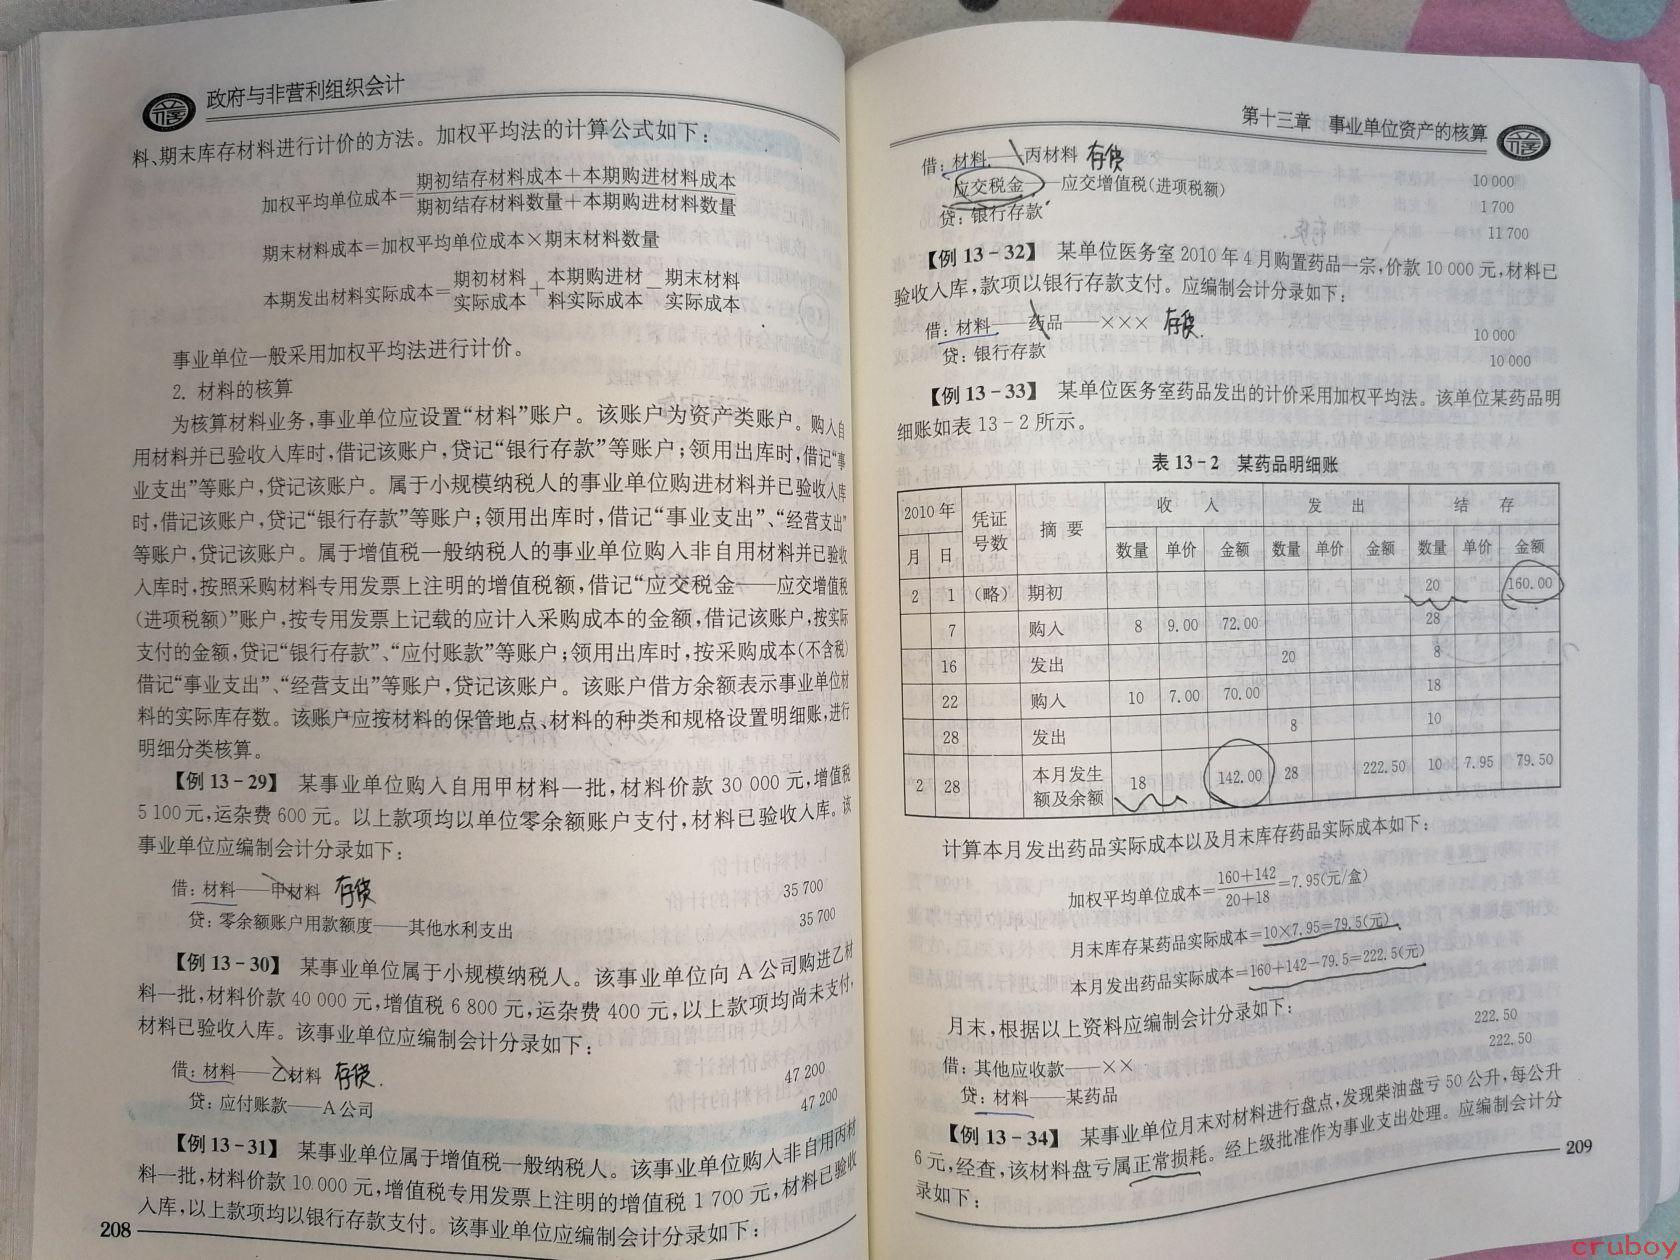 政府与非营利组织会计
料、期末库存材料进行计价的方法。加权平均法的计算公式如下：
加权平均单位成本=期初结存材料成本+本期购进材料成本
期初结存材料数量+本期购进材料数量
期末材料成本=加权平均单位成本×期末材料数量
本期发出材料实际成本=期初材料+本期购进材-期末材料
实际成本 料实际成本 实际成本
事业单位一般采用加权平均法进行计价。
2. 材料的核算
为核算材料业务，事业单位应设置“材料”账户。该账户为资产类账户。购入自
用材料并已验收入库时，借记该账户，贷记“银行存款”等账户；领用出库时，借记“事
业支出”等账户，贷记该账户。属于小规模纳税人的事业单位购进材料并已验收入库
时，借记该账户，贷记“银行存款”等账户；领用出库时，借记“事业支出”、“经营支出”
等账户，贷记该账户。属于增值税一般纳税人的事业单位购入非自用材料并已验收
入库时，按照采购材料专用发票上注明的增值税额，借记“应交税金——应交增值税
(进项税额)”账户，按专用发票上记载的应计入采购成本的金额，借记该账户，按实际
支付的金额，贷记“银行存款”、“应付账款”等账户；领用出库时，按采购成本(不含税)
借记“事业支出”、“经营支出”等账户，贷记该账户。该账户借方余额表示事业单位材
料的实际库存数。该账户应按材料的保管地点、材料的种类和规格设置明细账，进行
明细分类核算。
【例 13-29】 某事业单位购入自用甲材料一批，材料价款 30 000 元，增值税
5 100元，运杂费 600 元。以上款项均以单位零余额账户支付，材料已验收入库。该
事业单位应编制会计分录如下：
借：材料——甲材料 存货 35 700
贷：零余额账户用款额度——其他水利支出 35 700
【例 13-30】 某事业单位属于小规模纳税人。该事业单位向 A 公司购进乙材
料一批，材料价款 40 000 元，增值税 6 800 元，运杂费 400 元，以上款项均尚未支付，
材料已验收入库。该事业单位应编制会计分录如下：
借：材料——乙材料 存货. 47 200
贷：应付账款——A 公司 47 200
【例 13-31】 某事业单位属于增值税一般纳税人。该事业单位购入非自用丙材
料一批，材料价款 10 000 元，增值税专用发票上注明的增值税 1 700 元，材料已验收
入库，以上款项均以银行存款支付。该事业单位应编制会计分录如下：
208
第十三章 事业单位资产的核算
借：材料——丙材料 存货 10 000
应交税金——应交增值税(进项税额) 1 700
贷：银行存款 11 700
【例 13-32】 某单位医务室 2010 年 4 月购置药品一宗，价款 10 000 元，材料已
验收入库，款项以银行存款支付。应编制会计分录如下：
借：材料——药品——××× 存货. 10 000
贷：银行存款 10 000
【例 13-33】 某单位医务室药品发出的计价采用加权平均法。该单位某药品明
细账如表 13-2 所示。
表 13-2 某药品明细账
2010 年 凭证号数 摘 要 收 入 发 出 结 存
月 日 数量 单价 金额 数量 单价 金额 数量 单价 金额
2 1 (略) 期初 20 160.00
7 购入 8 9.00 72.00 28
16 发出 20 8
22 购入 10 7.00 70.00 18
28 发出 8 10
2 28 本月发生额及余额 18 142.00 28 222.50 10 7.95 79.50
计算本月发出药品实际成本以及月末库存药品实际成本如下：
加权平均单位成本=160+142
20+18=7.95(元/盒)
月末库存某药品实际成本=10×7.95=79.5(元)
本月发出药品实际成本=160+142-79.5=222.5(元)
月末，根据以上资料应编制会计分录如下：
借：其他应收款——×× 222.50
贷：材料——某药品 222.50
【例 13-34】 某事业单位月末对材料进行盘点，发现柴油盘亏 50 公升，每公升
6 元，经查，该材料盘亏属正常损耗。经上级批准作为事业支出处理。应编制会计分
录如下：
209
cruboy